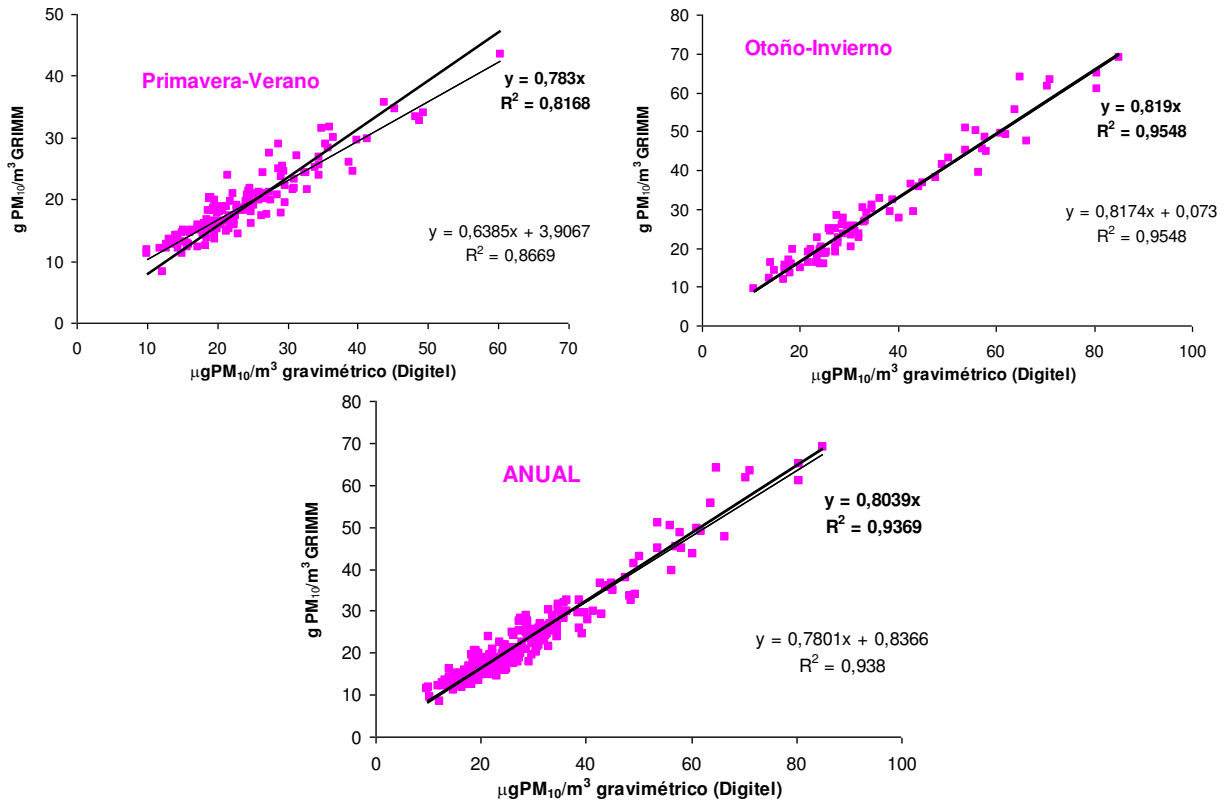 Primavera-Verano
y = 0,783x
R² = 0,8168
y = 0,6385x + 3,9067
R² = 0,8669
g PM₁₀/m³ GRIMM
50
40
30
20
10
0
0 10 20 30 40 50 60 70
µgPM₁₀/m³ gravimétrico (Digitel)
Otoño-Invierno
y = 0,819x
R² = 0,9548
y = 0,8174x + 0,073
R² = 0,9548
g PM₁₀/m³ GRIMM
80
70
60
50
40
30
20
10
0
0 20 40 60 80 100
µgPM₁₀/m³ gravimétrico (Digitel)
ANUAL
y = 0,8039x
R² = 0,9369
y = 0,7801x + 0,8366
R² = 0,938
g PM₁₀/m³ GRIMM
80
70
60
50
40
30
20
10
0
0 20 40 60 80 100
µgPM₁₀/m³ gravimétrico (Digitel)